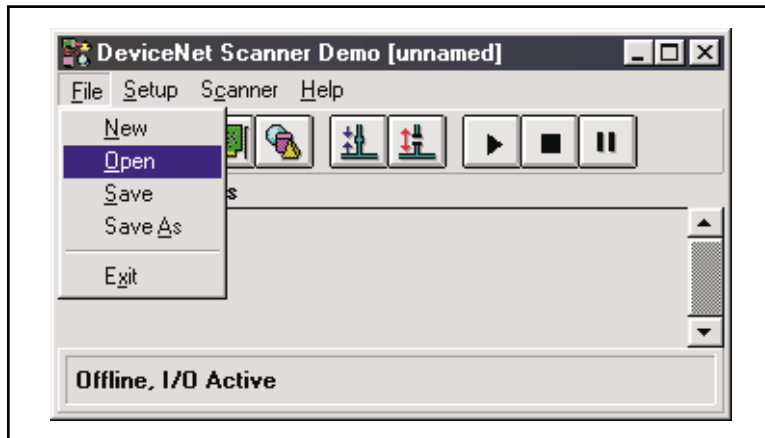 DeviceNet Scanner Demo [unnamed]
File Setup Scanner Help
New
Open
Save
Save As
Exit
Offline, I/O Active